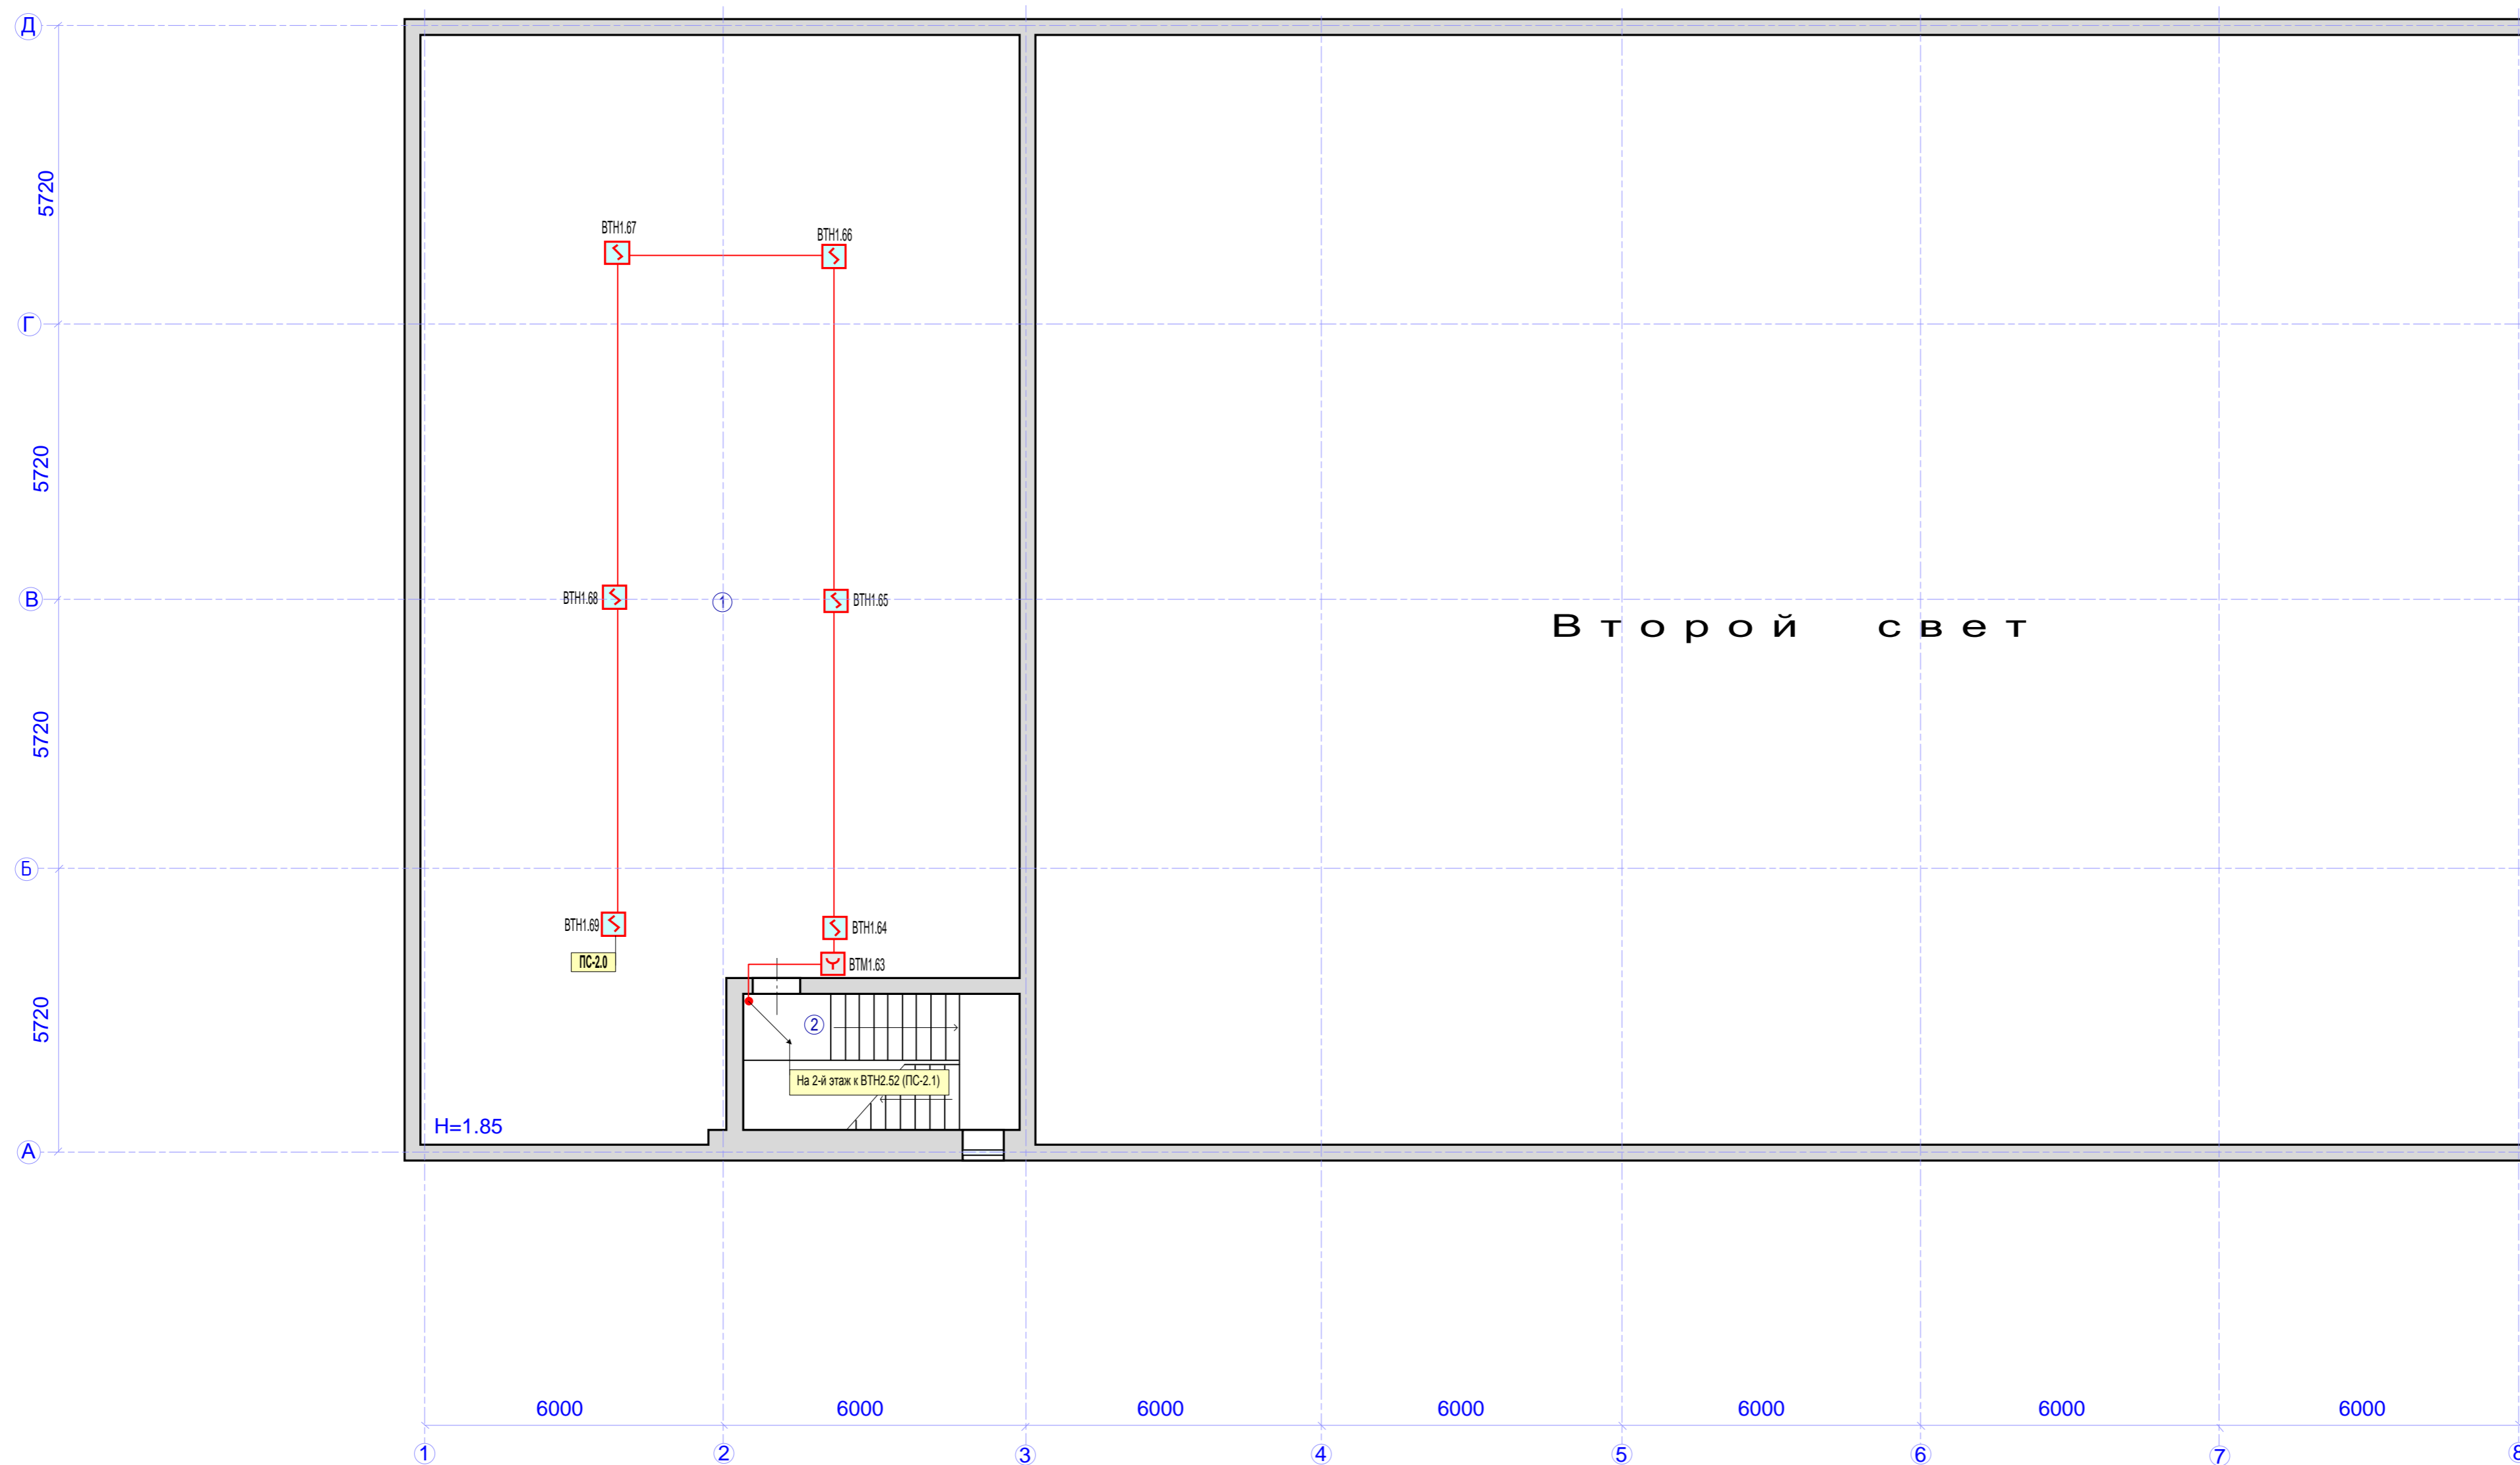 Д
5720
ВТН1.67
ВТН1.66
Г
5720
ВТН1.68
1
ВТН1.65
В
Второй свет
5720
Б
ВТН1.69
ВТН1.64
ПС-2.0
ВТМ1.63
5720
2
На 2-й этаж к ВТН2.52 (ПС-2.1)
Н=1.85
А
6000 6000 6000 6000 6000 6000 6000
1 2 3 4 5 6 7 8